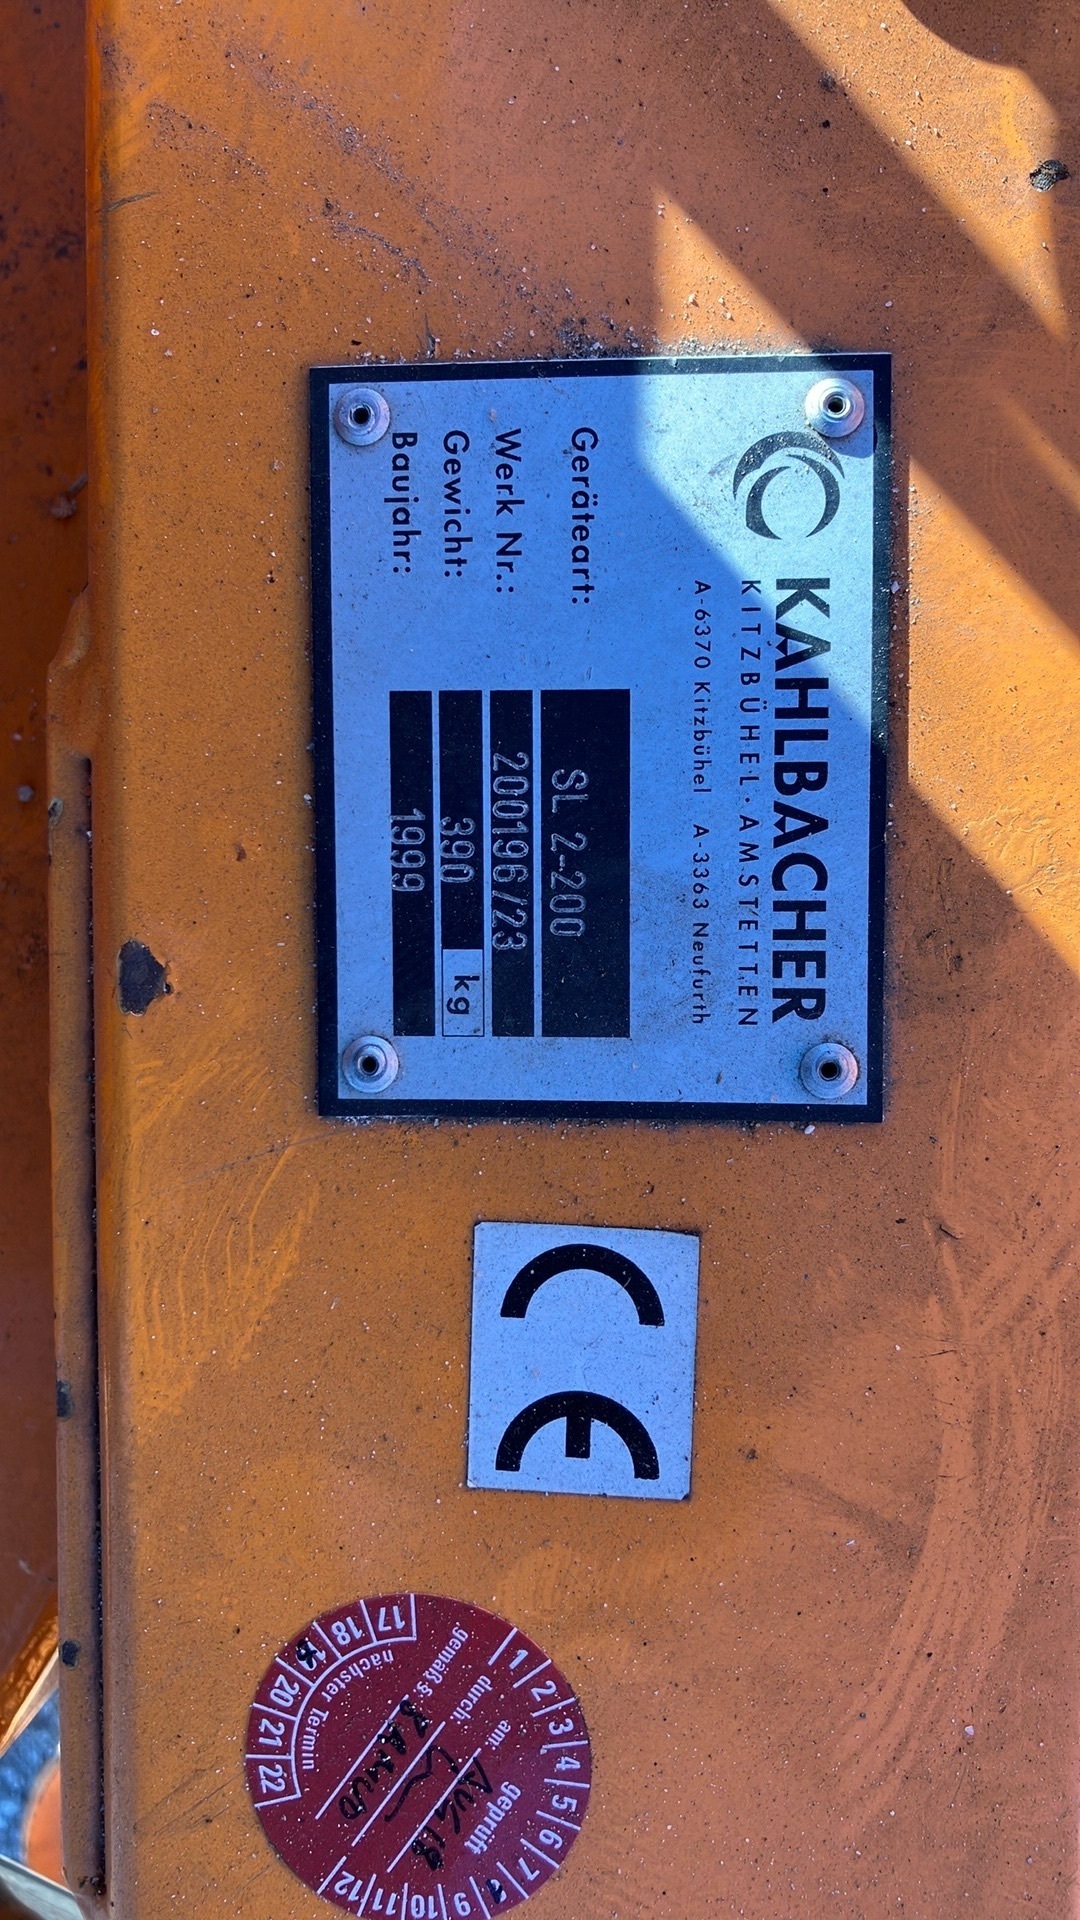 KAHLBACHER
KITZBÜHEL·AMSTETTEN
A-6370 Kitzbühel A-3363 Neufurth
Geräteart: SL 2-200
Werk Nr.: 200196/23
Gewicht: 390 kg
Baujahr: 1999
CE
1 2 3 4 5 6 7 9 10 11 12
geprüft
am: AUG 18
durch:
gemäß §:
nächster Termin
17 18 20 21 22